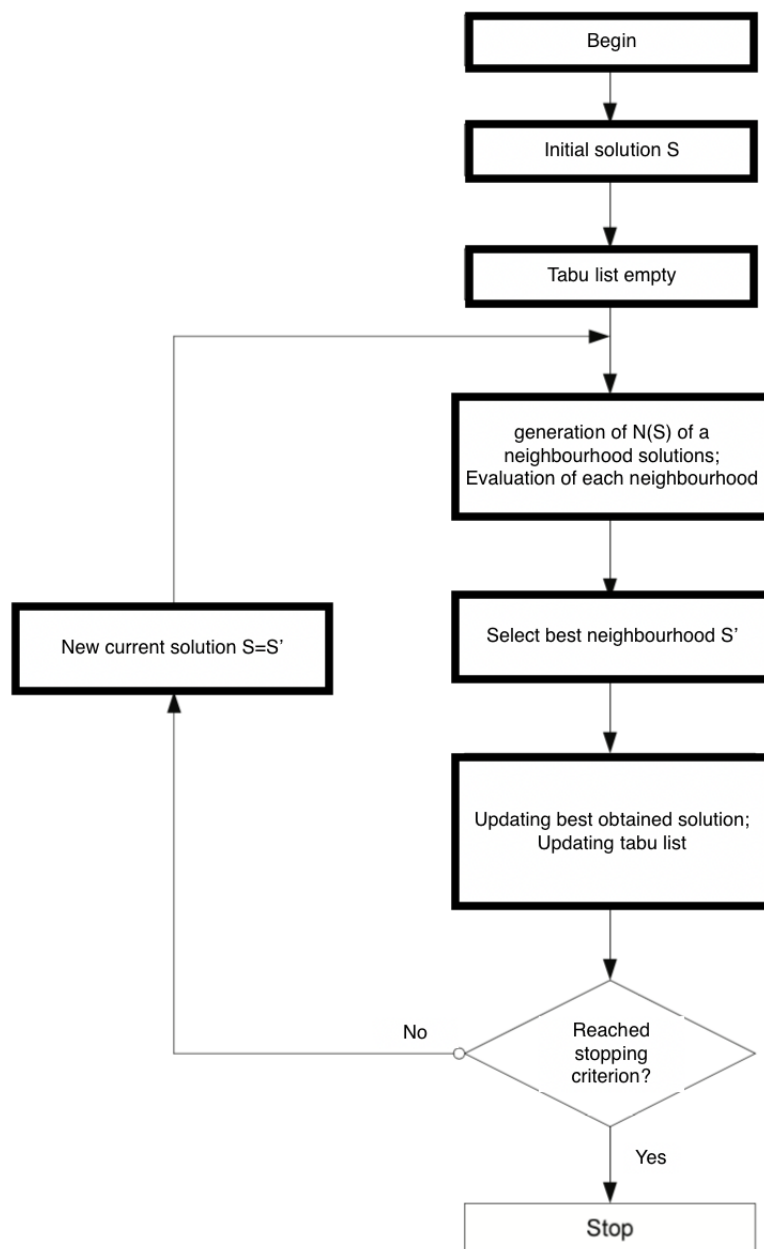 Begin
Initial solution S
Tabu list empty
generation of N(S) of a
neighbourhood solutions;
Evaluation of each neighbourhood
Select best neighbourhood S’
New current solution S=S’
Updating best obtained solution;
Updating tabu list
Reached
stopping
criterion?
No
Yes
Stop